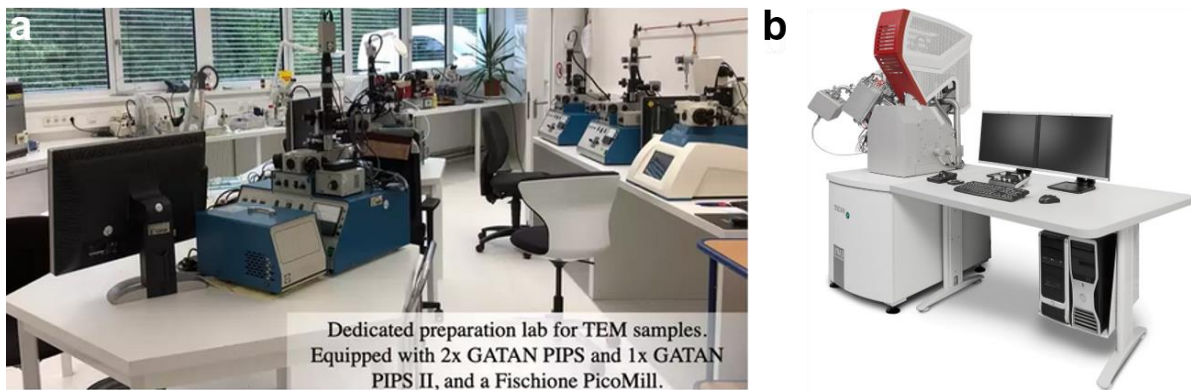 a
b
Dedicated preparation lab for TEM samples.
Equipped with 2x GATAN PIPS and 1x GATAN
PIPS II, and a Fischione PicoMill.